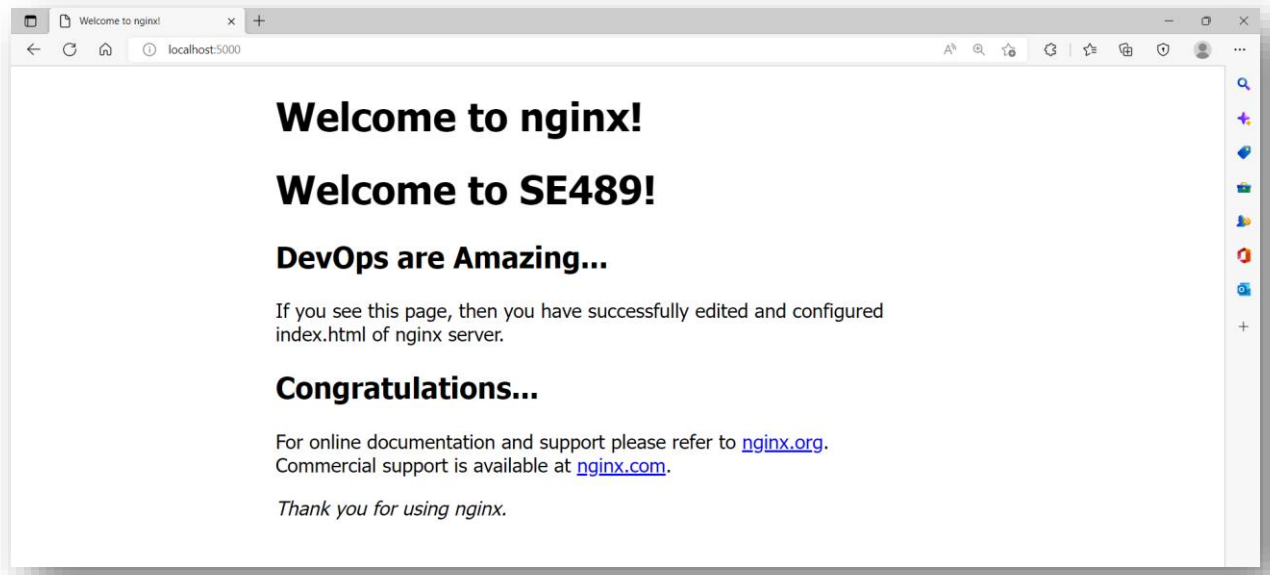 Welcome to nginx!
localhost:5000
Welcome to nginx!
Welcome to SE489!
DevOps are Amazing...
If you see this page, then you have successfully edited and configured
index.html of nginx server.
Congratulations...
For online documentation and support please refer to nginx.org.
Commercial support is available at nginx.com.
Thank you for using nginx.